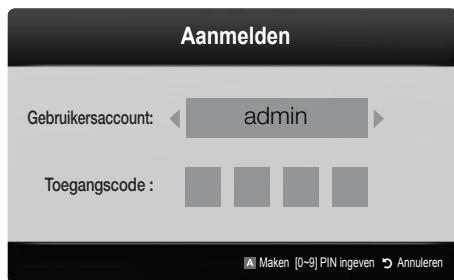 Aanmelden
Gebruikersaccount: admin
Toegangscode :
A Maken [0~9] PIN ingeven Annuleren